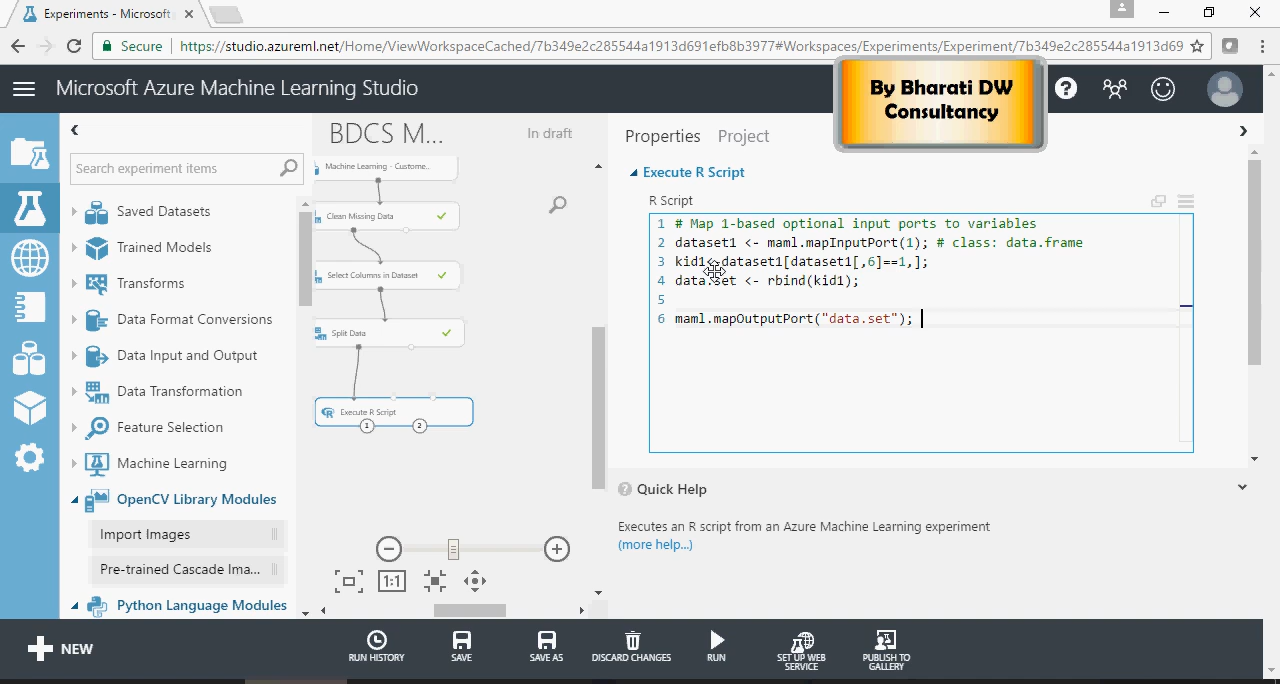 Experiments - Microsoft
Secure
https://studio.azureml.net/Home/ViewWorkspaceCached/7b349e2c285544a1913d691efb8b3977#Workspaces/Experiments/Experiment/7b349e2c285544a1913d69
Microsoft Azure Machine Learning Studio
By Bharati DW
Consultancy
Search experiment items
Saved Datasets
Trained Models
Transforms
Data Format Conversions
Data Input and Output
Data Transformation
Feature Selection
Machine Learning
OpenCV Library Modules
Import Images
Pre-trained Cascade Ima...
Python Language Modules
BDCS M...
In draft
Machine Learning - Custome...
Clean Missing Data
Select Columns in Dataset
Split Data
Execute R Script
1
2
1:1
Properties Project
Execute R Script
R Script
1 # Map 1-based optional input ports to variables
2 dataset1 <- maml.mapInputPort(1); # class: data.frame
3 kid1<-dataset1[dataset1[,6]==1,];
4 data.set <- rbind(kid1);
5
6 maml.mapOutputPort("data.set");
Quick Help
Executes an R script from an Azure Machine Learning experiment
(more help...)
NEW
RUN HISTORY
SAVE
SAVE AS
DISCARD CHANGES
RUN
SET UP WEB
SERVICE
PUBLISH TO
GALLERY